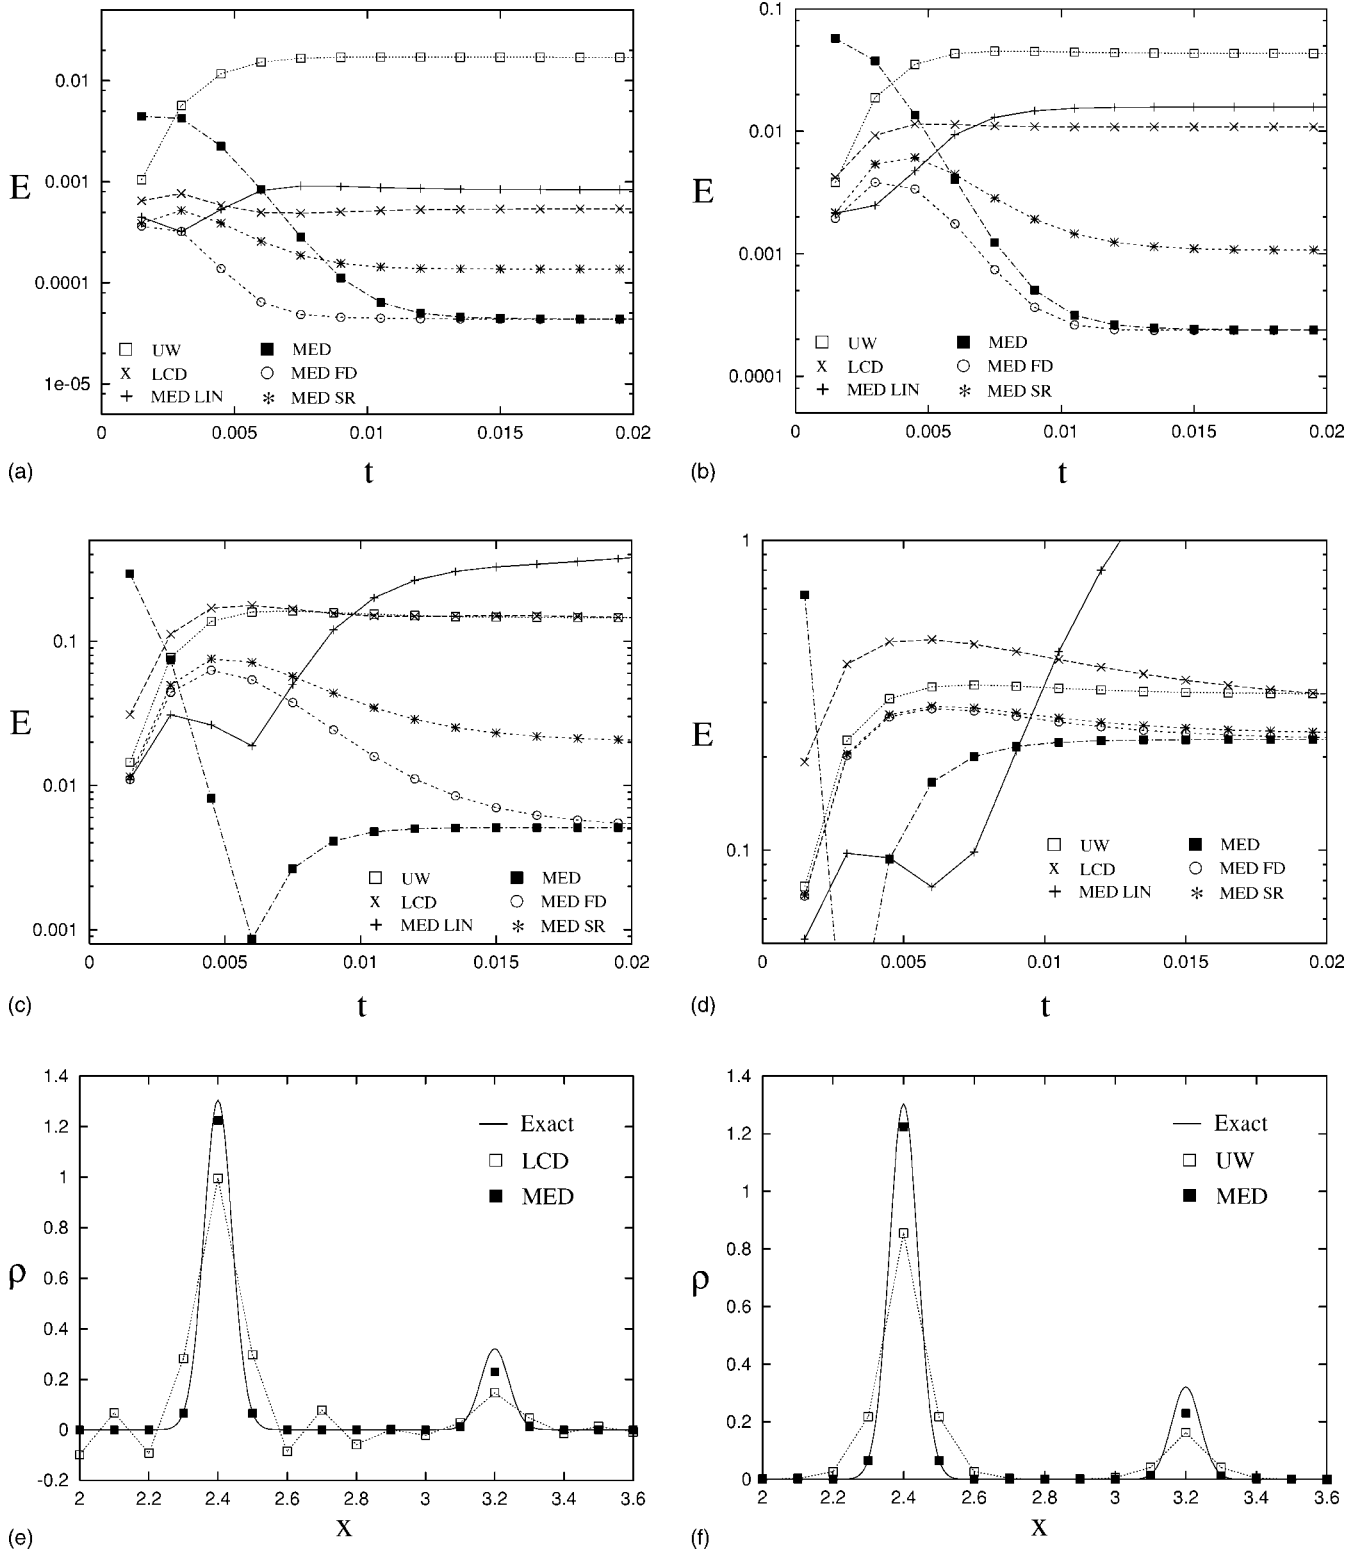 0.01
0.001
0.0001
1e-05
E
UW
LCD
MED LIN
MED
MED FD
MED SR
0
0.005
0.01
0.015
0.02
(a)
t
0.1
0.01
0.001
0.0001
E
UW
LCD
MED LIN
MED
MED FD
MED SR
0
0.005
0.01
0.015
0.02
(b)
t
0.1
0.01
0.001
E
UW
LCD
MED LIN
MED
MED FD
MED SR
0
0.005
0.01
0.015
0.02
(c)
t
1
0.1
E
UW
LCD
MED LIN
MED
MED FD
MED SR
0
0.005
0.01
0.015
0.02
(d)
t
1.4
1.2
1
0.8
0.6
0.4
0.2
0
-0.2
ρ
Exact
LCD
MED
2
2.2
2.4
2.6
2.8
3
3.2
3.4
3.6
(e)
x
1.4
1.2
1
0.8
0.6
0.4
0.2
0
ρ
Exact
UW
MED
2
2.2
2.4
2.6
2.8
3
3.2
3.4
3.6
(f)
x